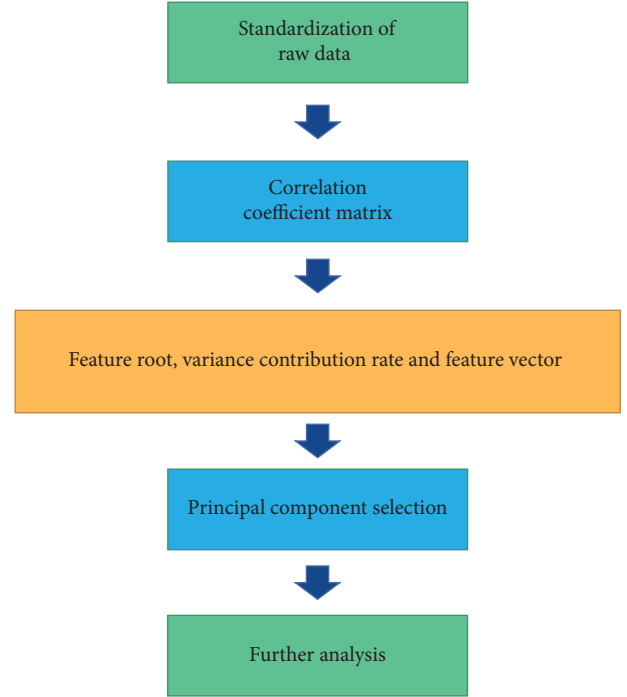 Standardization of
raw data
Correlation
coefficient matrix
Feature root, variance contribution rate and feature vector
Principal component selection
Further analysis